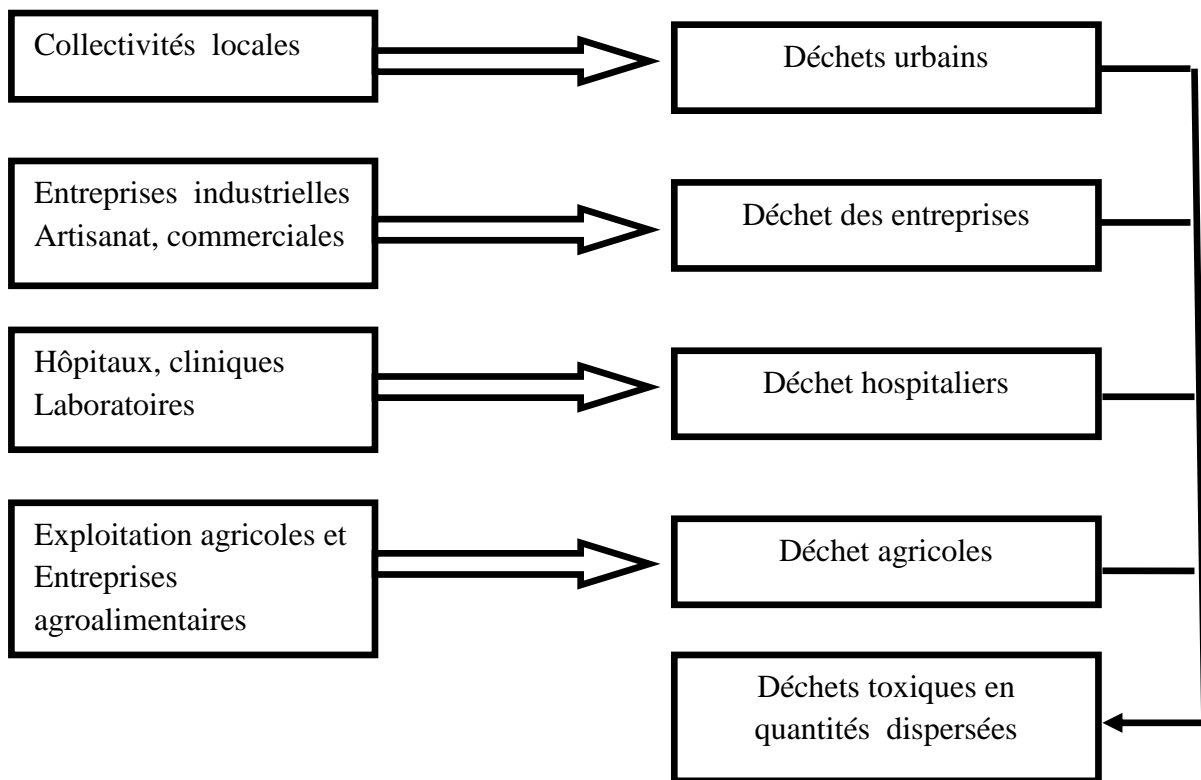 Collectivités locales
Déchets urbains
Entreprises industrielles
Artisanat, commerciales
Déchet des entreprises
Hôpitaux, cliniques
Laboratoires
Déchet hospitaliers
Exploitation agricoles et
Entreprises
agroalimentaires
Déchet agricoles
Déchets toxiques en
quantités dispersées